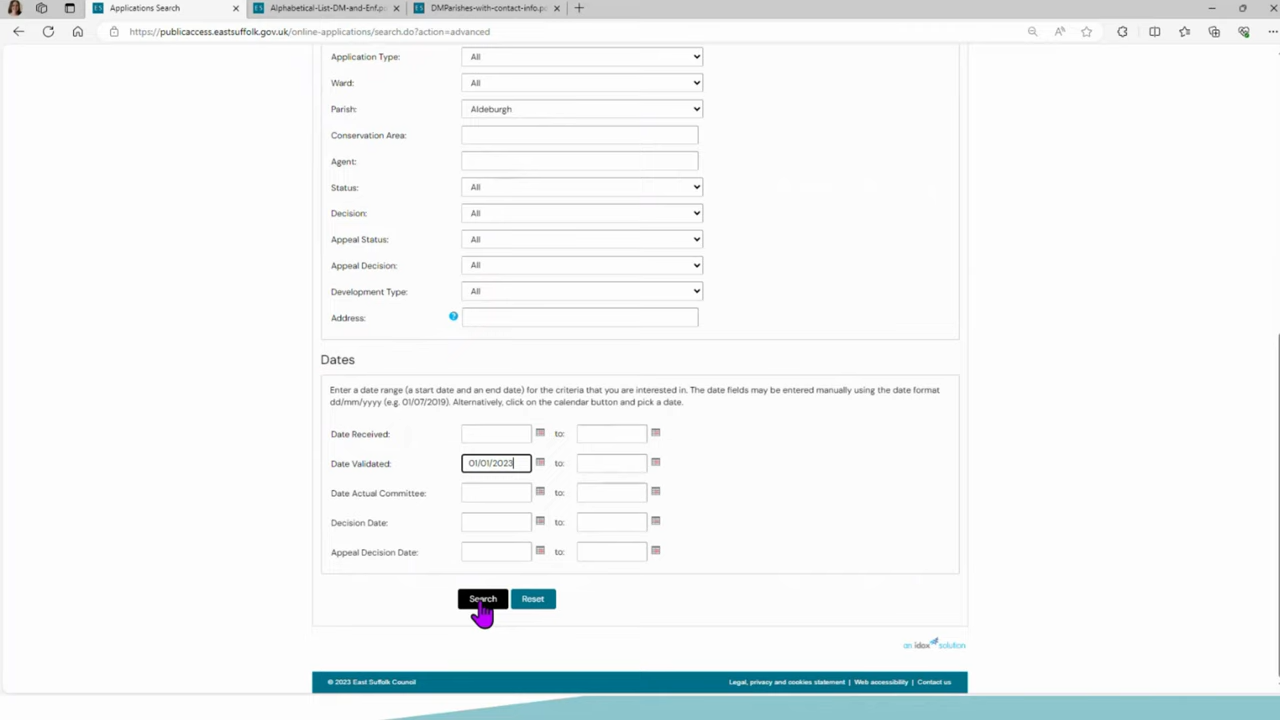 Applications Search
Alphabetical-List-DM-and-Enf.p
DMParishes-with-contact-info.p
https://publicaccess.eastsuffolk.gov.uk/online-applications/search.do?action=advanced
Application Type: All
Ward: All
Parish: Aldeburgh
Conservation Area:
Agent:
Status: All
Decision: All
Appeal Status: All
Appeal Decision: All
Development Type: All
Address:
Dates
Enter a date range (a start date and an end date) for the criteria that you are interested in. The date fields may be entered manually using the date format
dd/mm/yyyy (e.g. 01/07/2019). Alternatively, click on the calendar button and pick a date.
Date Received: to:
Date Validated: 01/01/2023 to:
Date Actual Committee: to:
Decision Date: to:
Appeal Decision Date: to:
Search Reset
an idox solution
© 2023 East Suffolk Council Legal, privacy and cookies statement | Web accessibility | Contact us